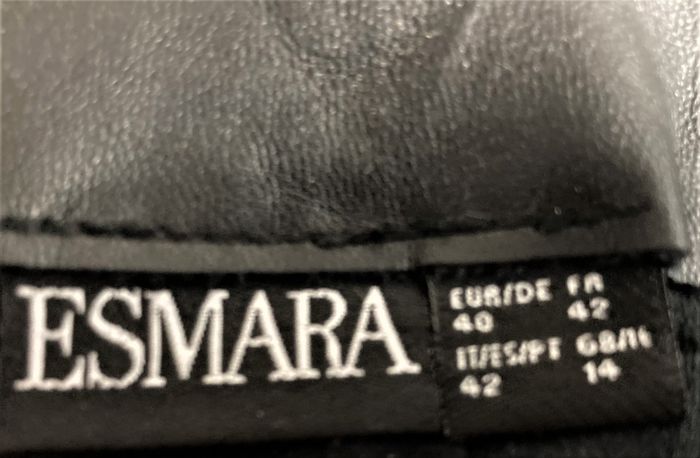 ESMARA
EUR/DE FR
40 42
IT/ES/PT GB/IE
42 14